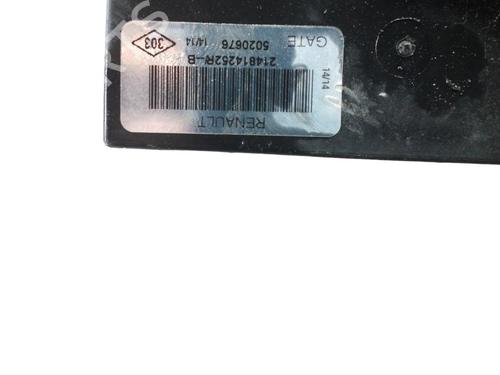 RENAULT
214814252R--B
5020676 14/14
GATE
303
14/14